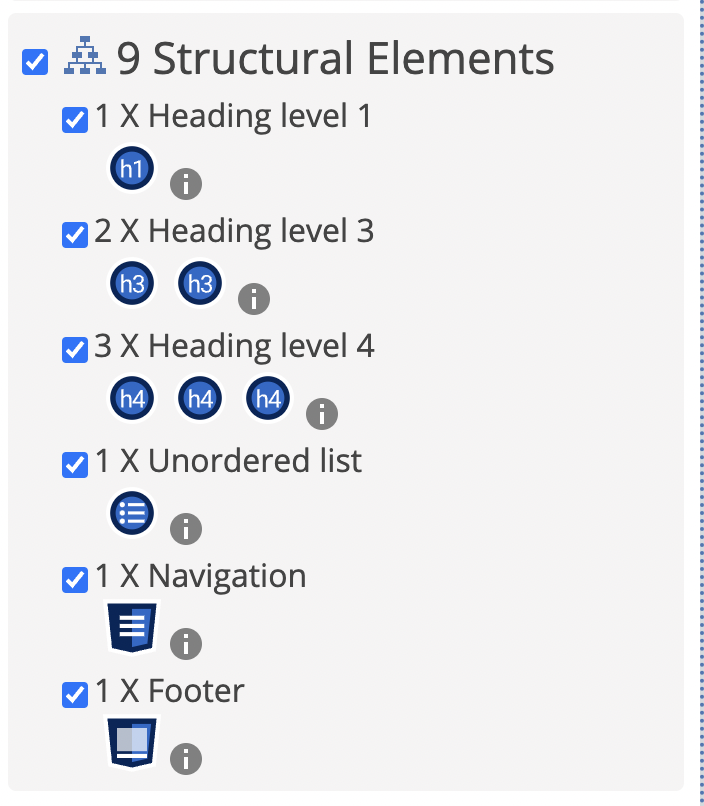 9 Structural Elements
1 X Heading level 1
h1 i
2 X Heading level 3
h3 h3 i
3 X Heading level 4
h4 h4 h4 i
1 X Unordered list
i
1 X Navigation
i
1 X Footer
i